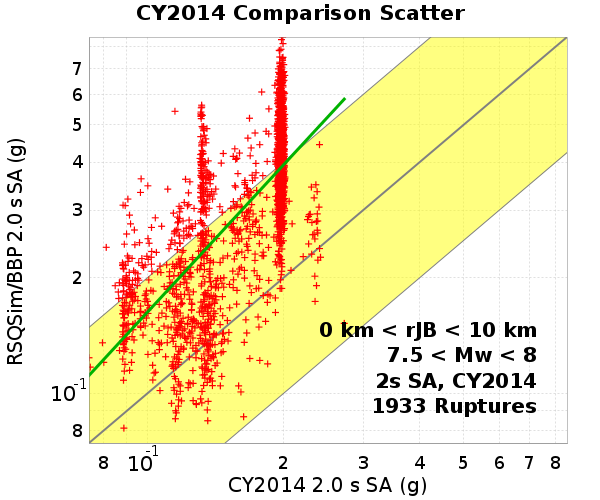 CY2014 Comparison Scatter
RSQSim/BBP 2.0 s SA (g)
7
6
5
4
3
2
10-1
8
0 km < rJB < 10 km
7.5 < Mw < 8
2s SA, CY2014
1933 Ruptures
8 10-1 2 3 4 5 6 7 8
CY2014 2.0 s SA (g)